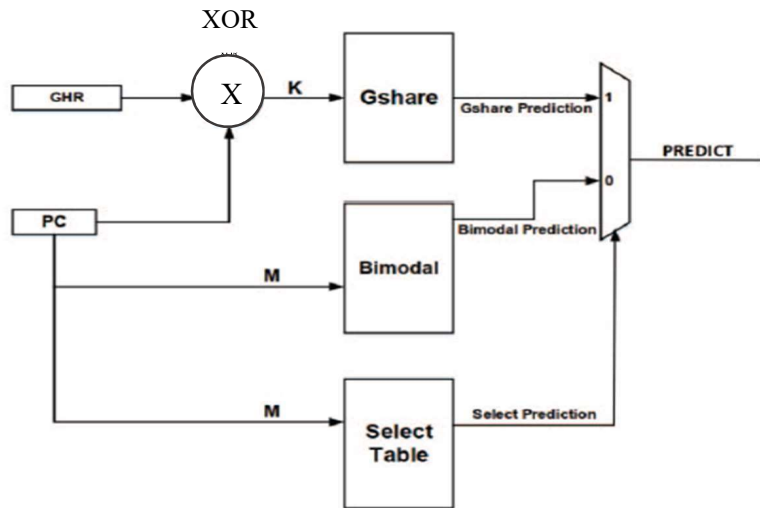 XOR
GHR
X
K
Gshare
Gshare Prediction
1
PREDICT
0
PC
M
Bimodal
Bimodal Prediction
M
Select
Table
Select Prediction